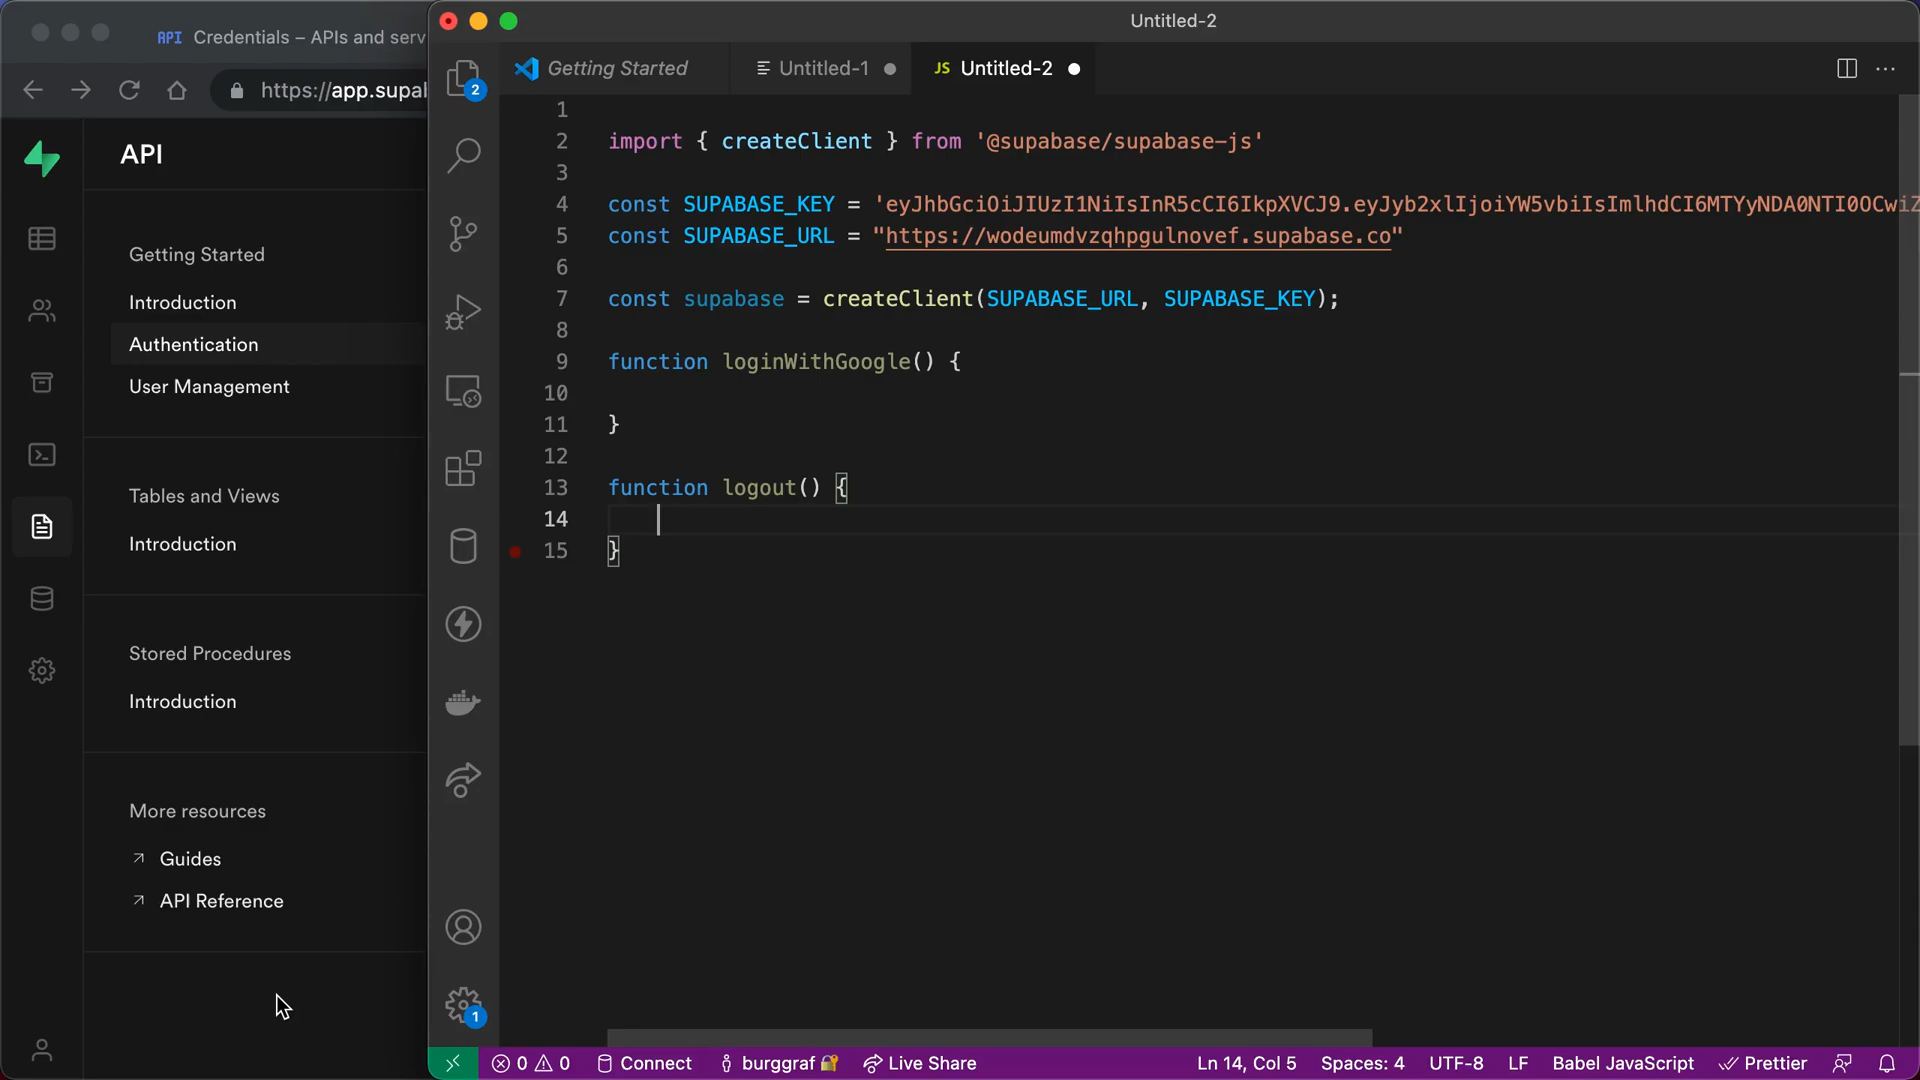 API Credentials – APIs and serv
https://app.supal
API
Getting Started
Introduction
Authentication
User Management
Tables and Views
Introduction
Stored Procedures
Introduction
More resources
Guides
API Reference
Untitled-2
Getting Started
Untitled-1
JS Untitled-2
2
1
1
2 import { createClient } from '@supabase/supabase-js'
3
4 const SUPABASE_KEY = 'eyJhbGciOiJIUzI1NiIsInR5cCI6IkpXVCJ9.eyJyb2xlIjoiYW5vbiIsImlhdCI6MTYyNDA0NTI0OCwiZ
5 const SUPABASE_URL = "https://wodeumdvzqhpgulnovef.supabase.co"
6
7 const supabase = createClient(SUPABASE_URL, SUPABASE_KEY);
8
9 function loginWithGoogle() {
10
11 }
12
13 function logout() {
14
15 }
0 0 Connect burggraf Live Share Ln 14, Col 5 Spaces: 4 UTF-8 LF Babel JavaScript Prettier